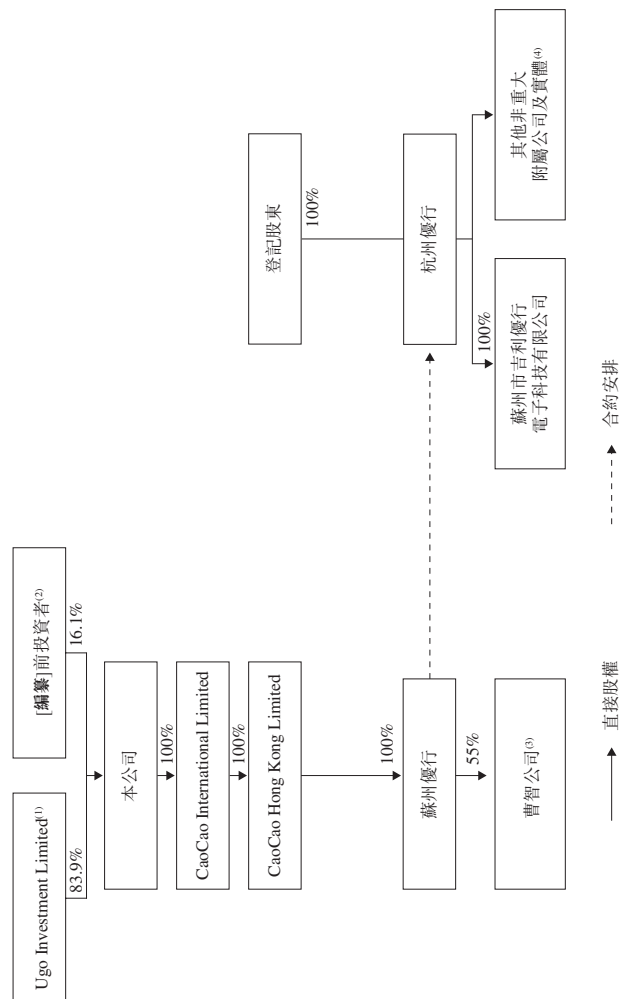 Ugo Investment Limited(1)
[編纂]前投資者(2)
83.9%
16.1%
本公司
100%
CaoCao International Limited
100%
CaoCao Hong Kong Limited
登記股東
100%
100%
蘇州優行
杭州優行
55%
100%
曹智公司(3)
蘇州市吉利優行
電子科技有限公司
其他非重大
附屬公司及實體(4)
直接股權
合約安排